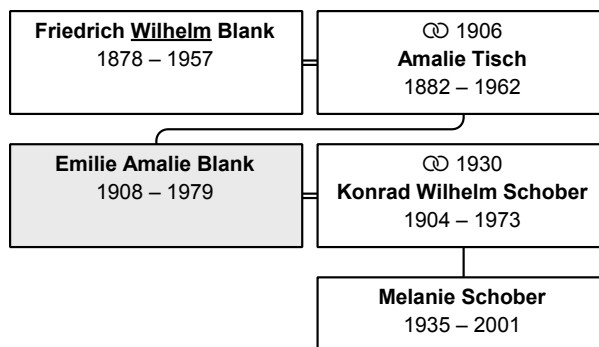 Friedrich Wilhelm Blank
1878 – 1957
⚭ 1906
Amalie Tisch
1882 – 1962
Emilie Amalie Blank
1908 – 1979
⚭ 1930
Konrad Wilhelm Schober
1904 – 1973
Melanie Schober
1935 – 2001